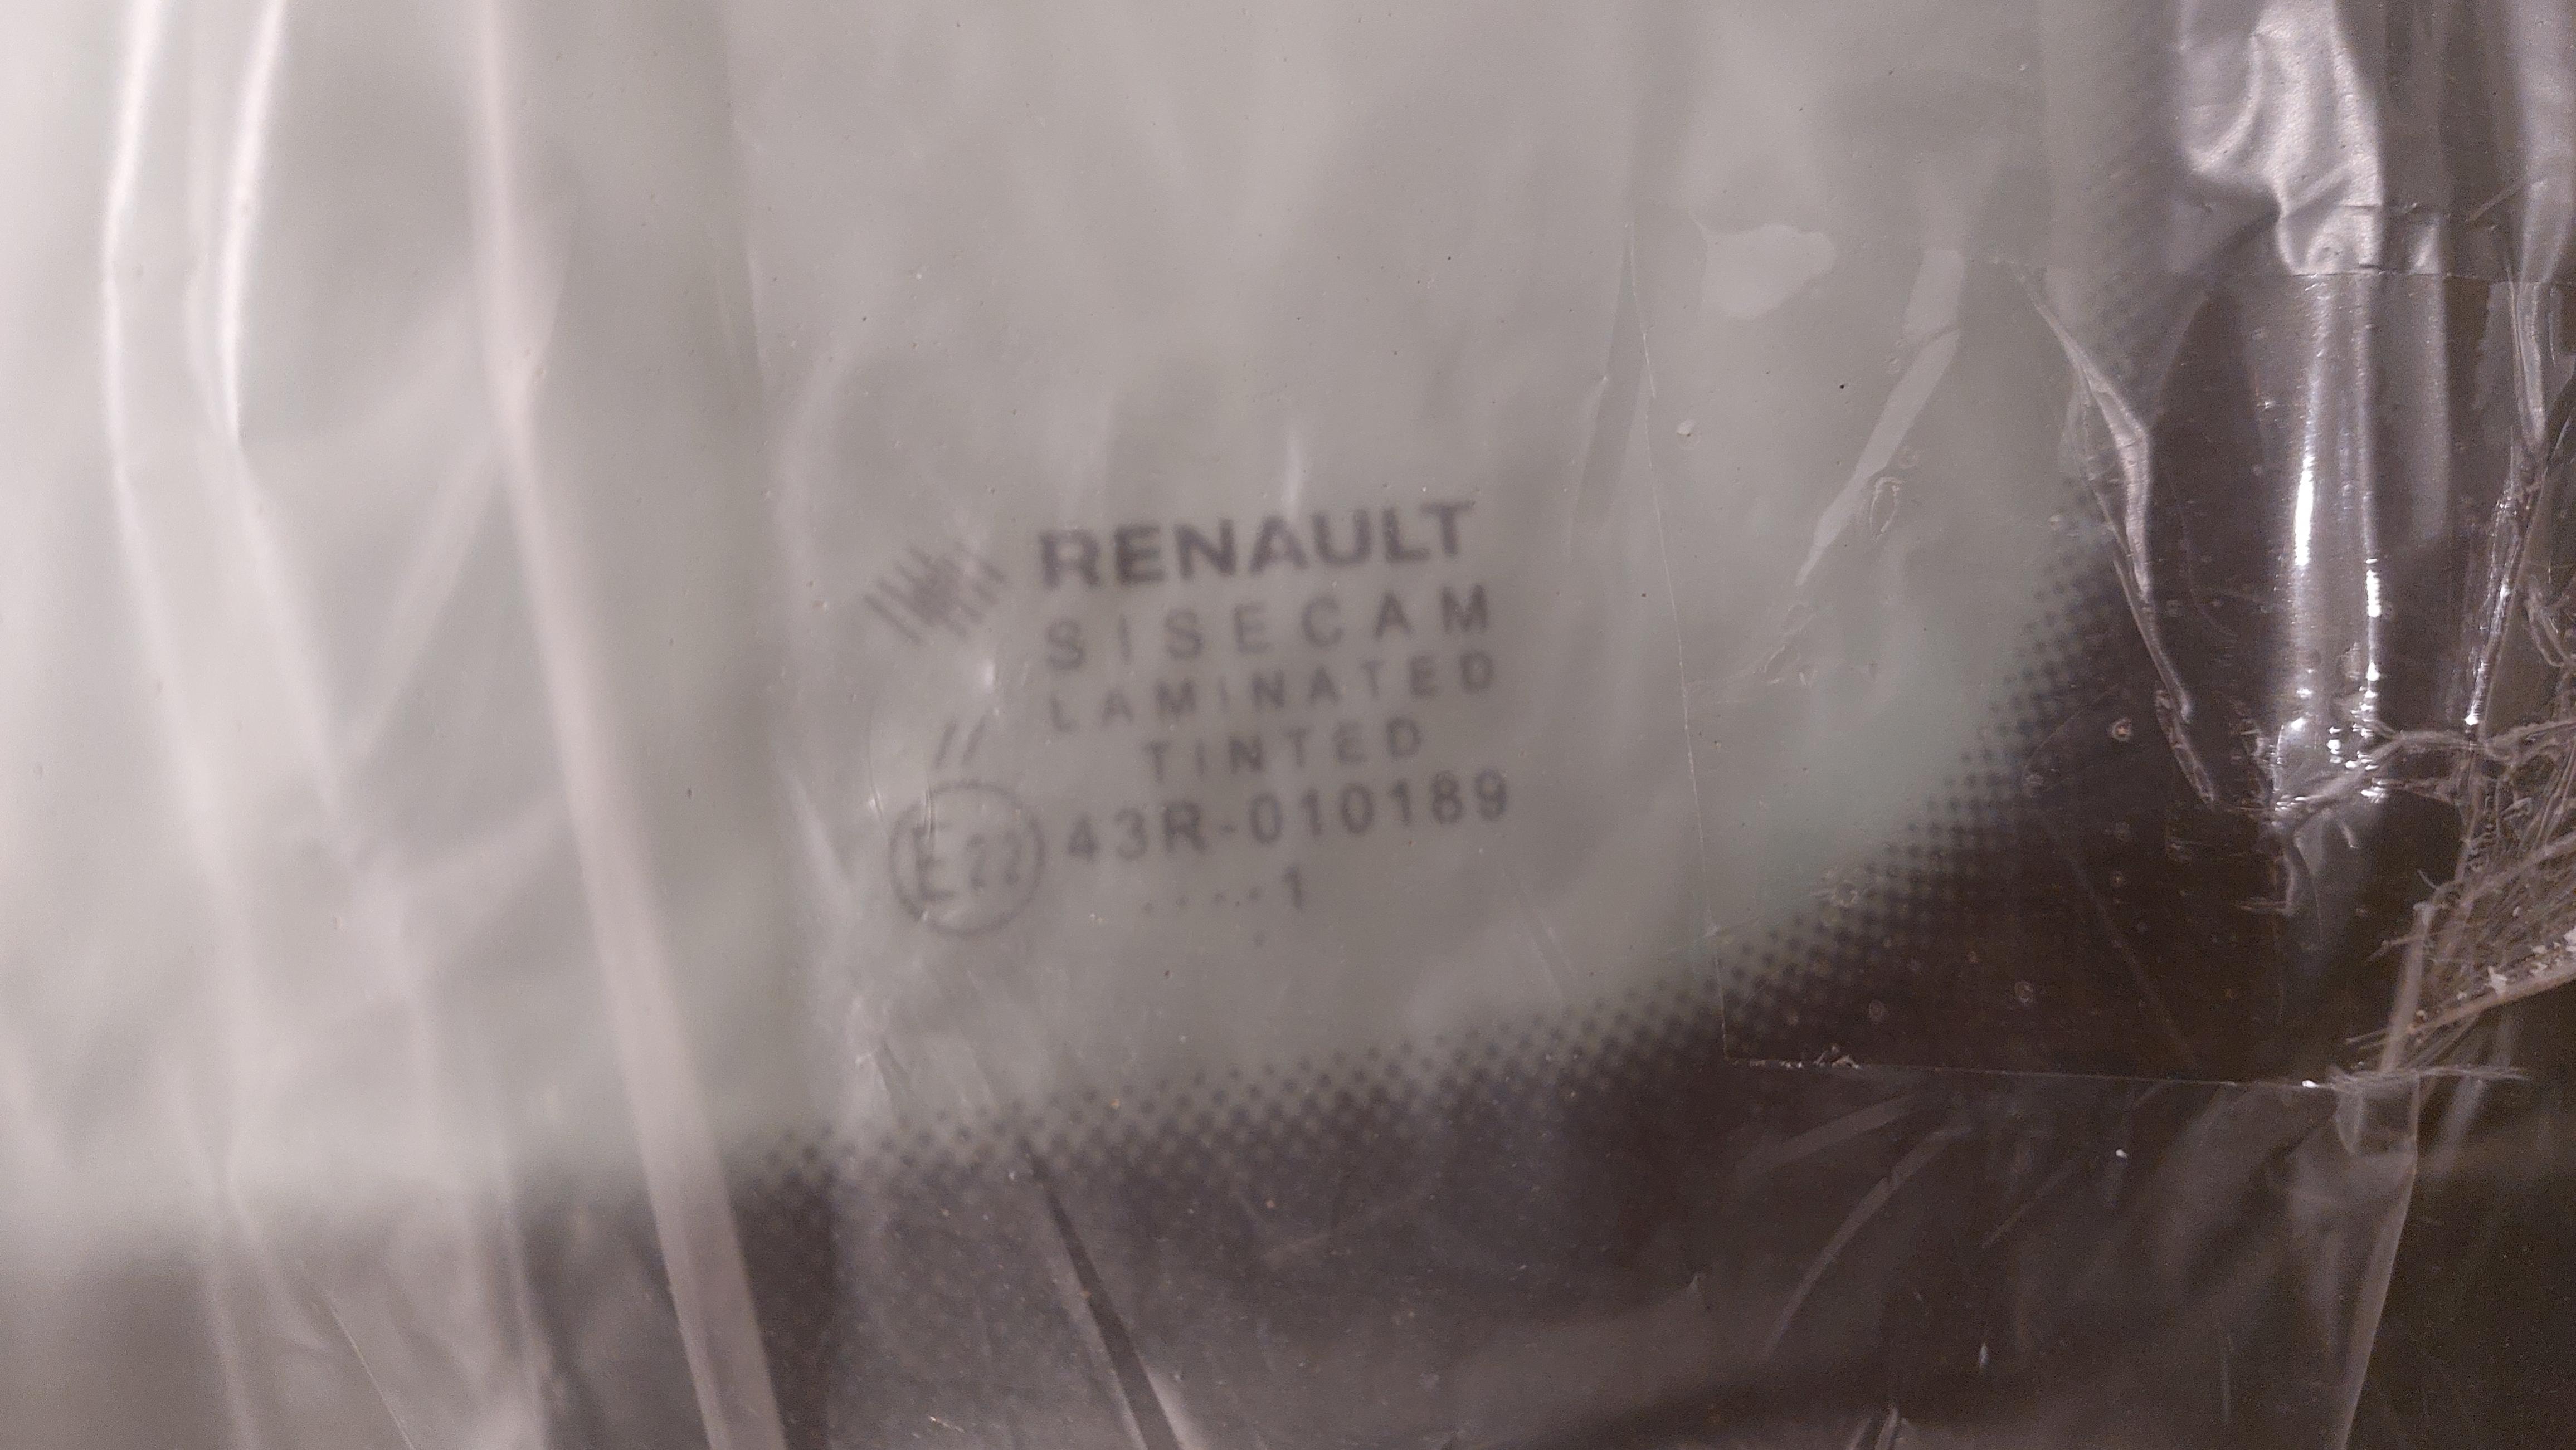 RENAULT
SISECAM
LAMINATED
TINTED
//
E22 43R-010189
....1